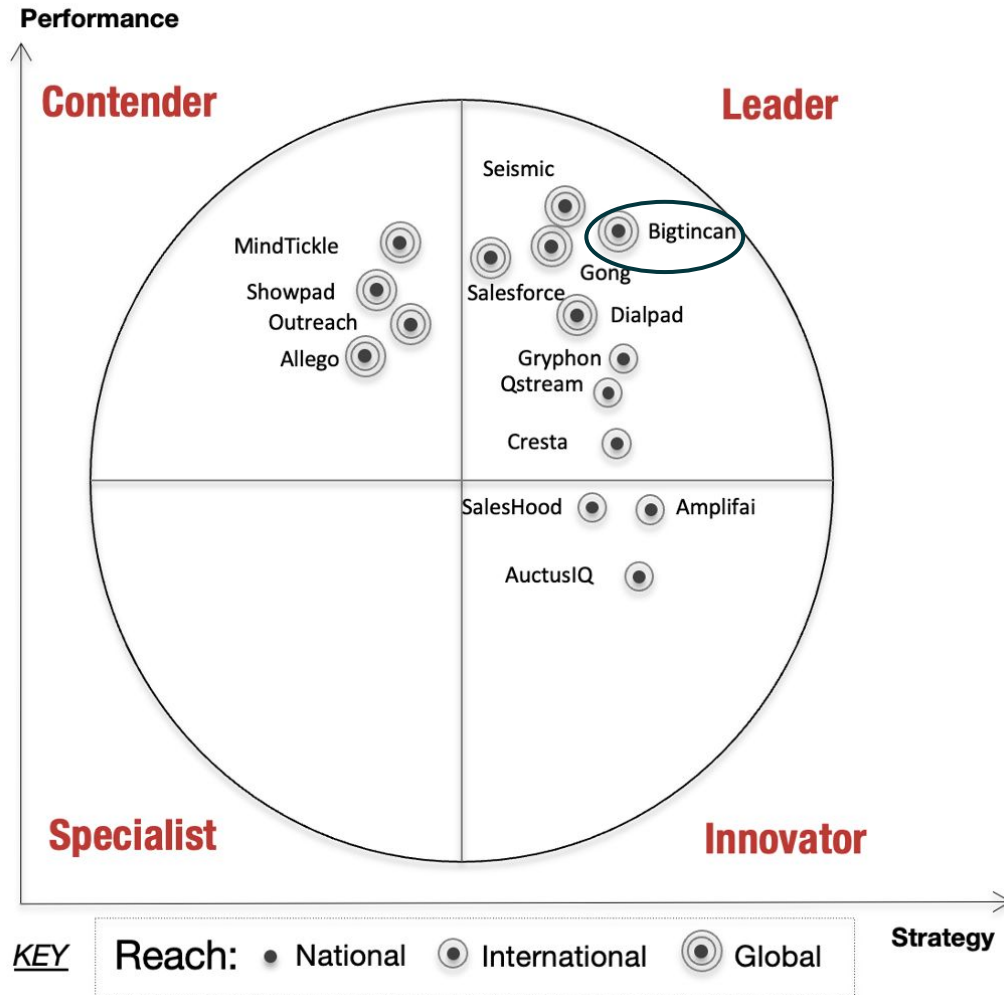 Performance
Contender
Leader
Seismic
MindTickle
Bigtincan
Gong
Showpad
Salesforce
Outreach
Dialpad
Allego
Gryphon
Qstream
Cresta
SalesHood
Amplifai
AuctusIQ
Specialist
Innovator
Strategy
KEY Reach: National International Global